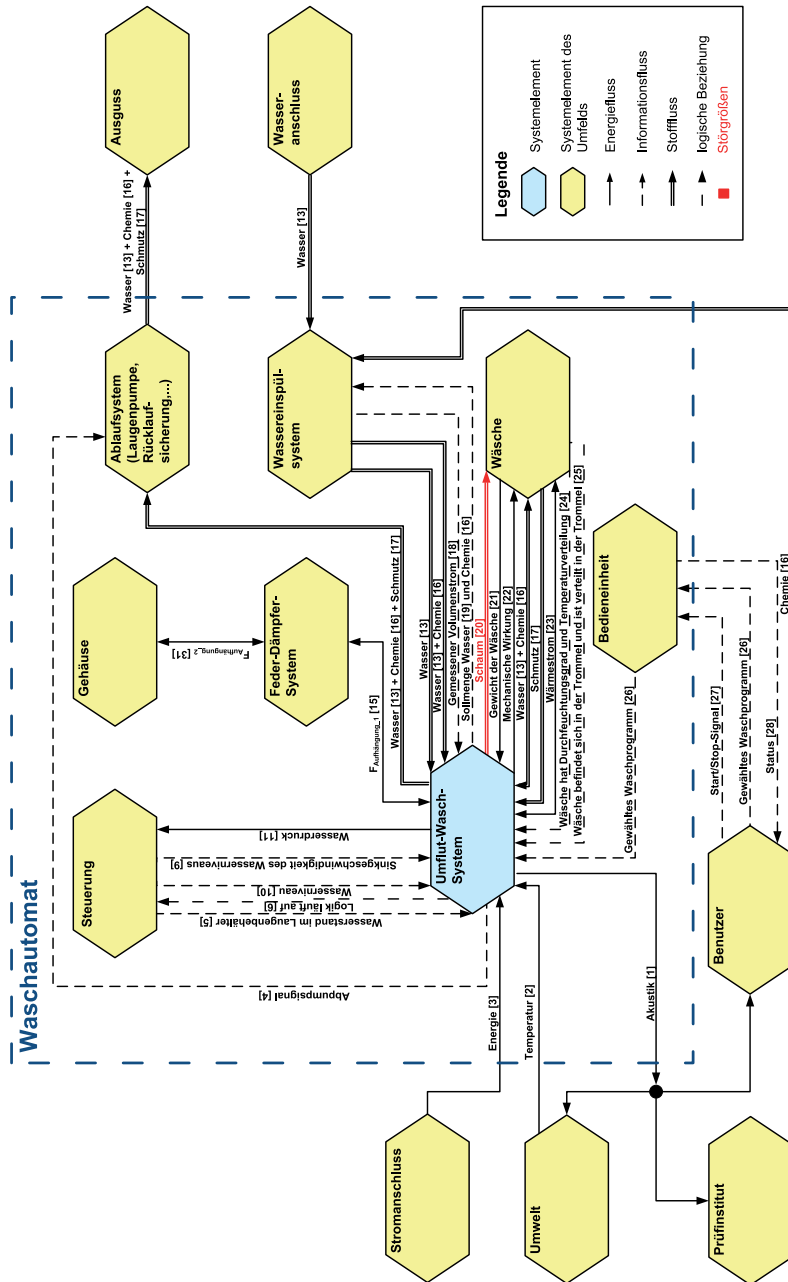 Waschautomat
Stromanschluss
Umwelt
Prüfinstitut
Benutzer
Steuerung
Gehäuse
Feder-Dämpfer-
System
Umflut-Wasch-
System
Ablaufsystem
(Laugenpumpe,
Rücklauf-
sicherung,...)
Ausguss
Wasser-
anschluss
Wassereinspül-
system
Wäsche
Bedieneinheit
Energie [3]
Temperatur [2]
Akustik [1]
Abpumpsignal [4]
Wasserstand im Laugenbehälter [5]
Logik läuft auf [6]
Wasserniveau [10]
Sinkgeschwindigkeit des Wasserniveaus [9]
Wasserdruck [11]
FAufhängung_1 [15]
FAufhängung_2 [31]
Wasser [13] + Chemie [16] + Schmutz [17]
Wasser [13] + Chemie [16] +
Schmutz [17]
Wasser [13]
Wasser [13]
Wasser [13] + Chemie [16]
Gemessener Volumenstrom [18]
Sollmenge Wasser [19] und Chemie [16]
Schaum [20]
Gewicht der Wäsche [21]
Mechanische Wirkung [22]
Wasser [13] + Chemie [16]
Schmutz [17]
Wärmestrom [23]
Wäsche hat Durchfeuchtungsgrad und Temperaturverteilung [24]
Wäsche befindet sich in der Trommel und ist verteilt in der Trommel [25]
Gewähltes Waschprogramm [26]
Start/Stop-Signal [27]
Gewähltes Waschprogramm [26]
Status [28]
Chemie [16]
Legende
Systemelement
Systemelement des
Umfelds
Energiefluss
Informationsfluss
Stofffluss
logische Beziehung
Störgrößen